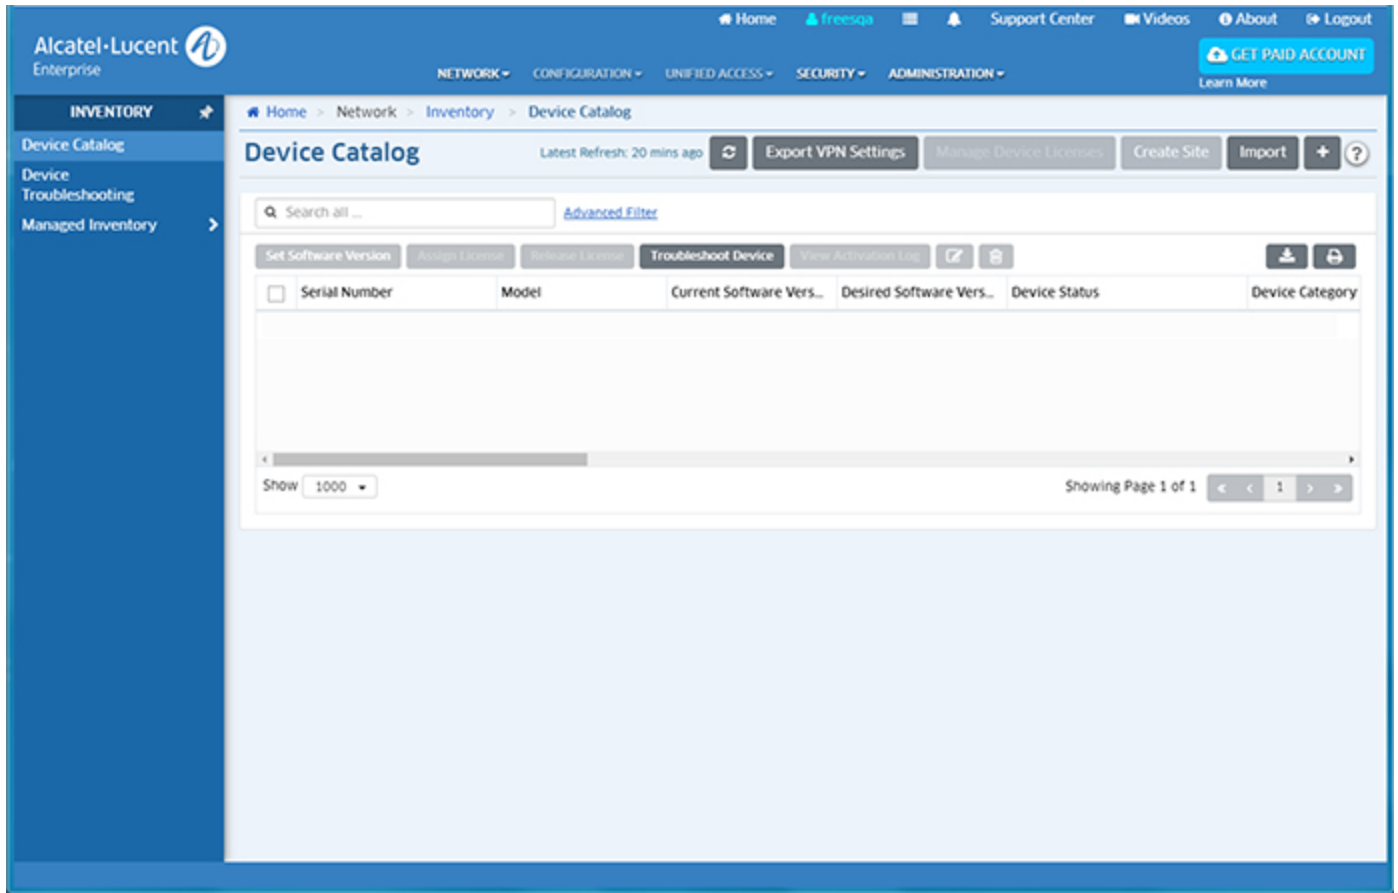 Home freesqa Support Center Videos About Logout
Alcatel·Lucent
Enterprise
GET PAID ACCOUNT
Learn More
NETWORK CONFIGURATION UNIFIED ACCESS SECURITY ADMINISTRATION
INVENTORY
Device Catalog
Device
Troubleshooting
Managed Inventory
Home > Network > Inventory > Device Catalog
Device Catalog
Latest Refresh: 20 mins ago
Export VPN Settings Manage Device Licenses Create Site Import + ?
Search all ... Advanced Filter
Set Software Version Assign License Release License Troubleshoot Device View Activation Log
Serial Number Model Current Software Vers... Desired Software Vers... Device Status Device Category
Show 1000 Showing Page 1 of 1 « < 1 > »